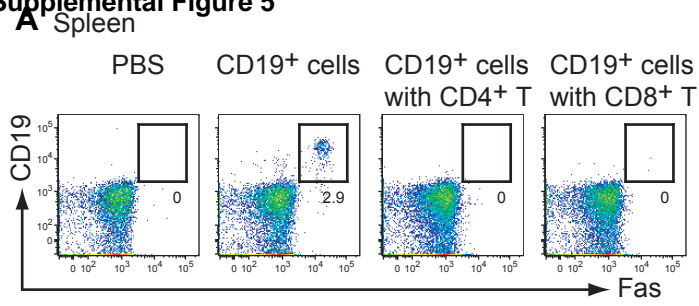 Supplemental Figure 5
A Spleen
PBS CD19+ cells CD19+ cells with CD4+ T CD19+ cells with CD8+ T
CD19
10^5
10^4
10^3
10^2
0
0 2.9 0 0
0 10^2 10^3 10^4 10^5 0 10^2 10^3 10^4 10^5 0 10^2 10^3 10^4 10^5 0 10^2 10^3 10^4 10^5
Fas